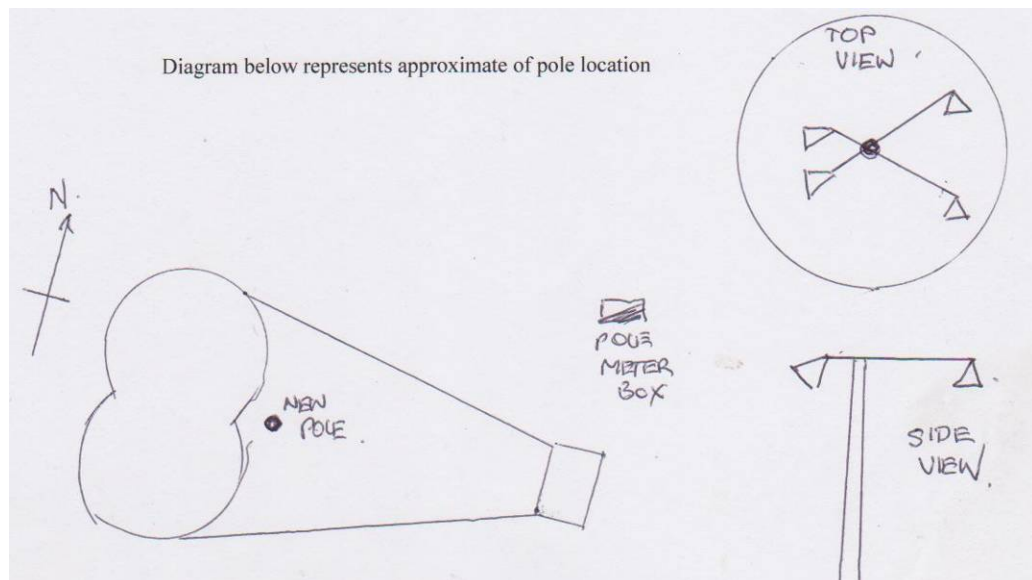 Diagram below represents approximate of pole location
TOP
VIEW
N.
NEW
POLE.
POLE
METER
BOX
SIDE
VIEW.